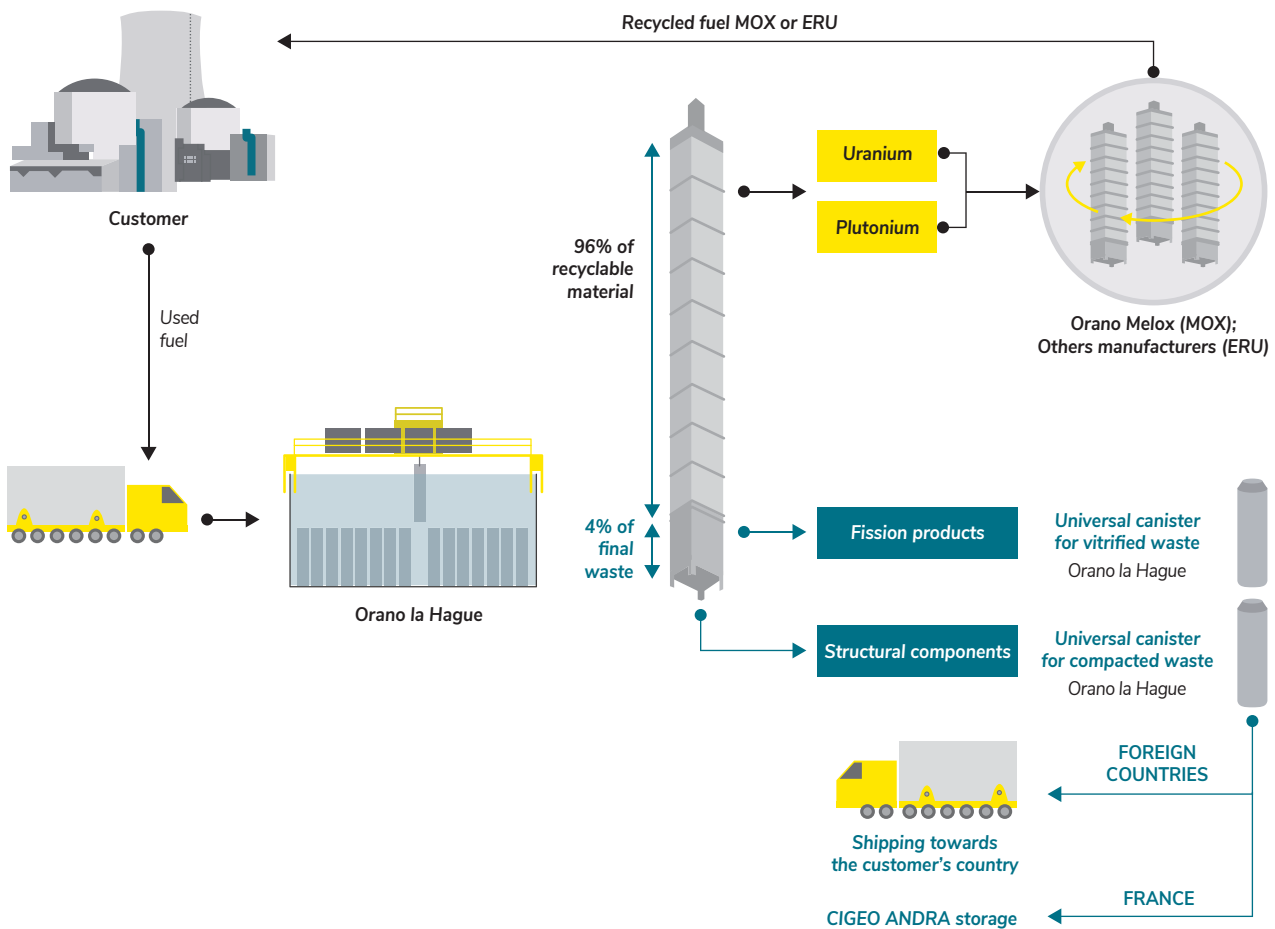 Recycled fuel MOX or ERU
Customer
Used
fuel
Orano la Hague
96% of
recyclable
material
4% of
final
waste
Uranium
Plutonium
Orano Melox (MOX);
Others manufacturers (ERU)
Fission products
Universal canister
for vitrified waste
Orano la Hague
Structural components
Universal canister
for compacted waste
Orano la Hague
FOREIGN
COUNTRIES
Shipping towards
the customer's country
FRANCE
CIGEO ANDRA storage